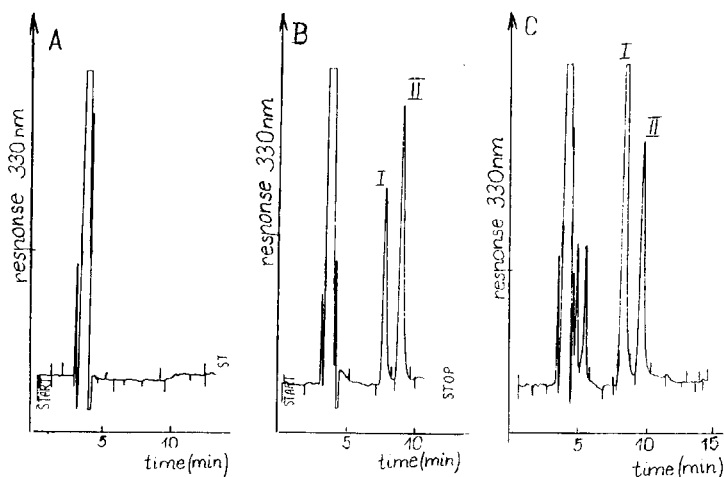 A
response 330nm
START
ST
5 10
time(min)
B
response 330nm
I
II
START
STOP
5 10
time(min)
C
response 330nm
I
II
5 10 15
time(min)